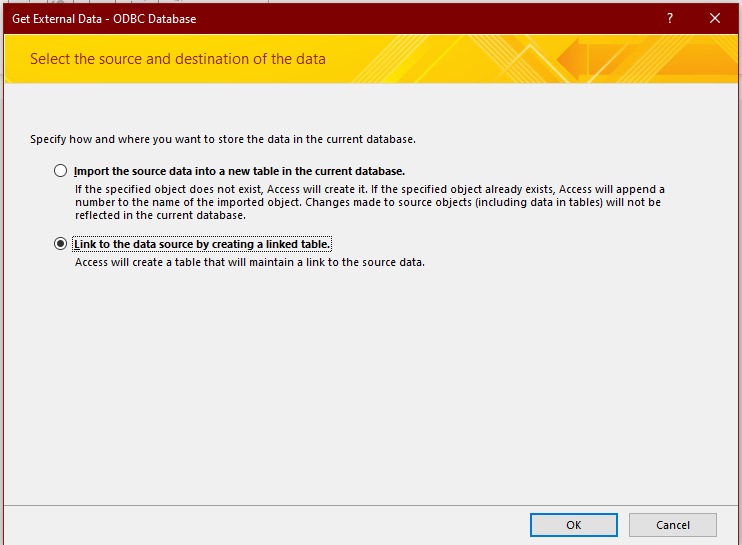 Get External Data - ODBC Database
?
Select the source and destination of the data
Specify how and where you want to store the data in the current database.
Import the source data into a new table in the current database.
If the specified object does not exist, Access will create it. If the specified object already exists, Access will append a
number to the name of the imported object. Changes made to source objects (including data in tables) will not be
reflected in the current database.
Link to the data source by creating a linked table.
Access will create a table that will maintain a link to the source data.
OK
Cancel